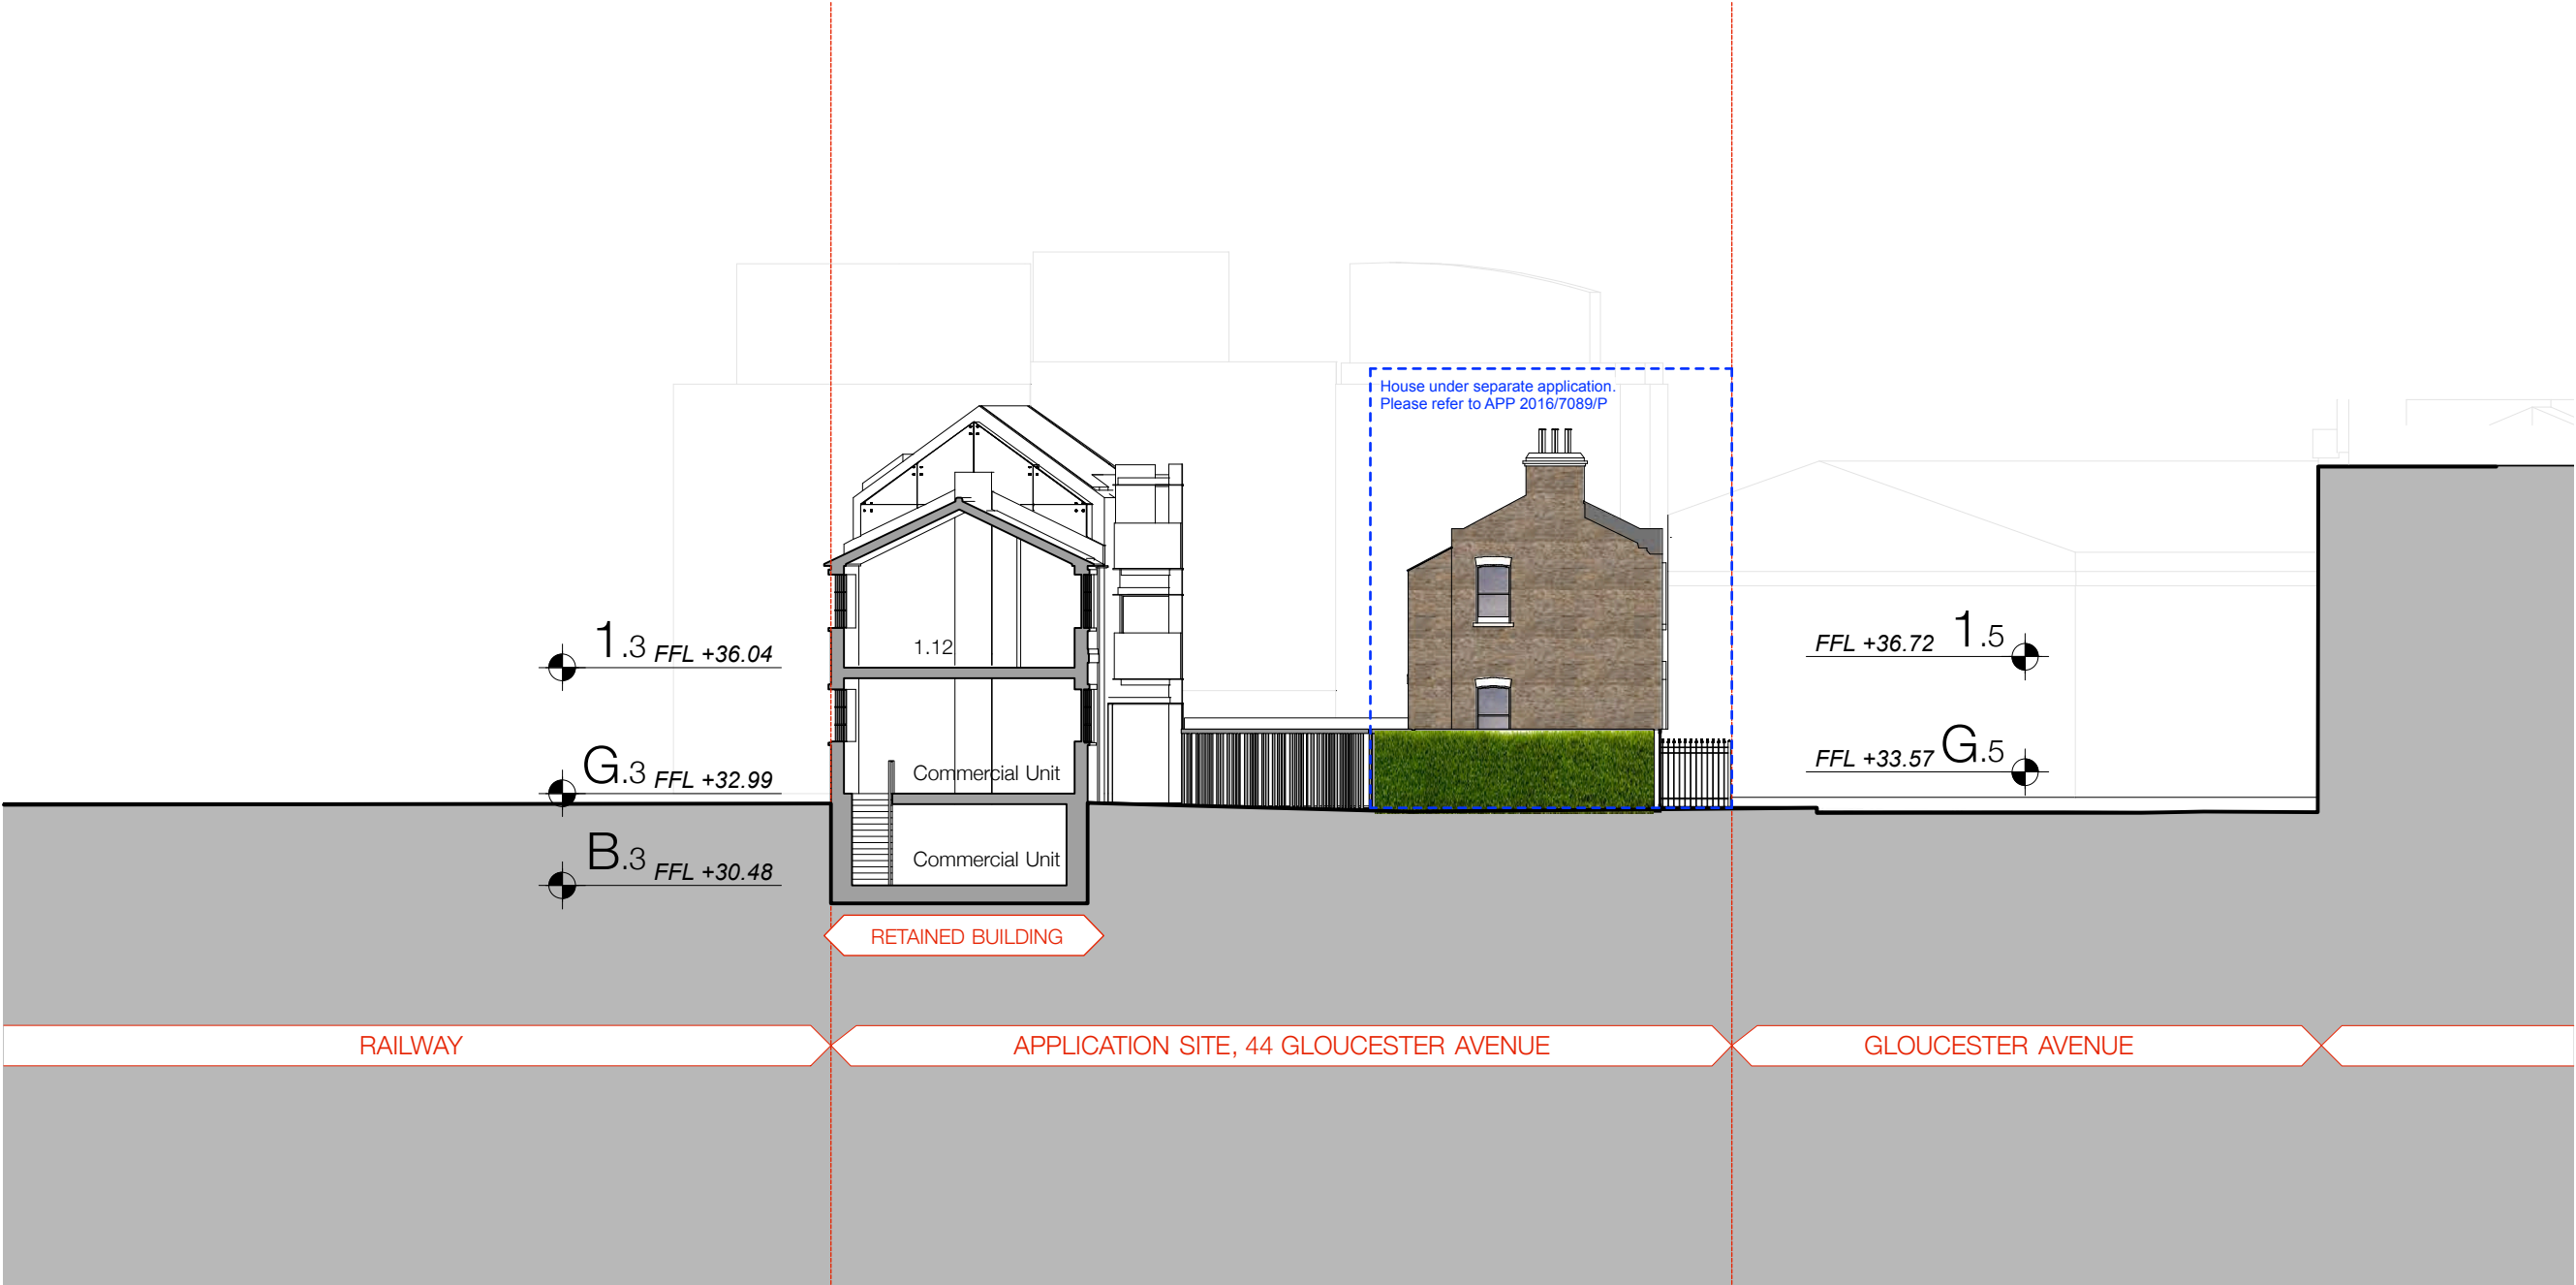 House under separate application.
Please refer to APP 2016/7089/P
1.3 FFL +36.04
1.12
FFL +36.72 1.5
G.3 FFL +32.99
Commercial Unit
FFL +33.57 G.5
B.3 FFL +30.48
Commercial Unit
RETAINED BUILDING
RAILWAY
APPLICATION SITE, 44 GLOUCESTER AVENUE
GLOUCESTER AVENUE